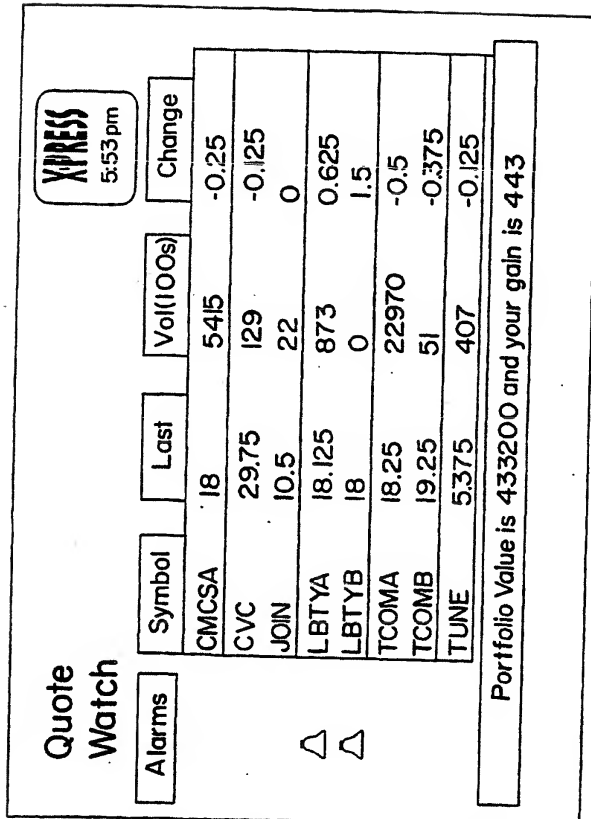 Quote
Watch
X·PRESS
5:53pm
Alarms Symbol Last Vol(100s) Change
CMCSA 18 5415 -0.25
CVC 29.75 129 -0.125
JOIN 10.5 22 0
LBTYA 18.125 873 0.625
LBTYB 18 0 1.5
TCOMA 18.25 22970 -0.5
TCOMB 19.25 51 -0.375
TUNE 5.375 407 -0.125
Portfolio Value is 433200 and your gain is 443